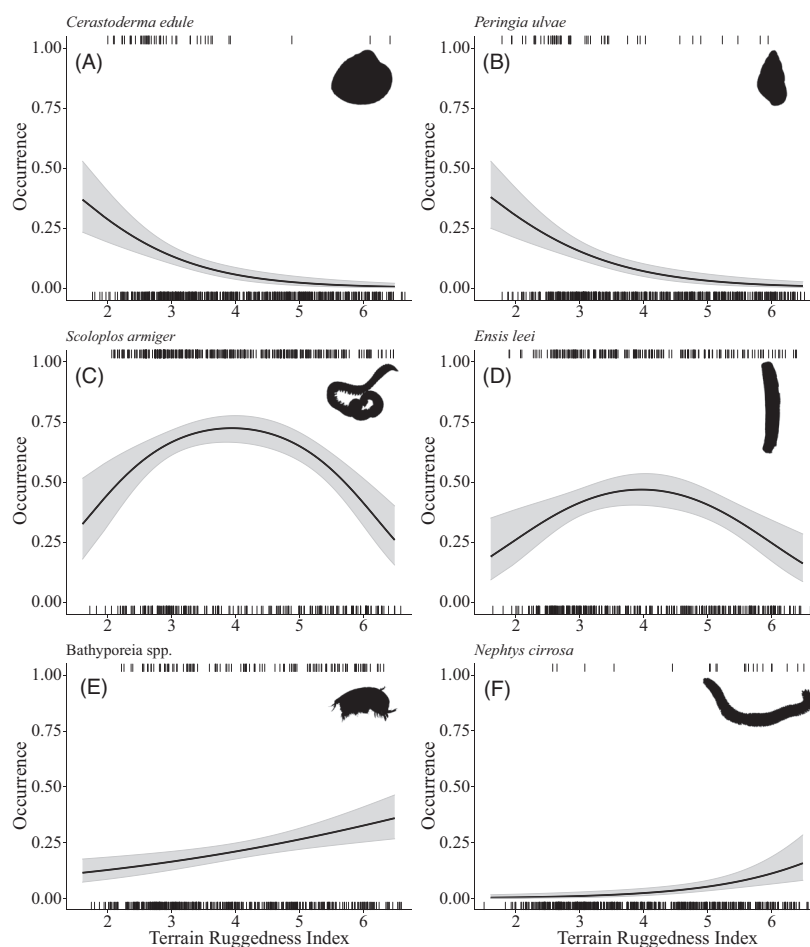 Cerastoderma edule
Peringia ulvae
(A)
(B)
1.00
0.75
0.50
0.25
0.00
Occurrence
2 3 4 5 6
1.00
0.75
0.50
0.25
0.00
Occurrence
2 3 4 5 6
Scoloplos armiger
Ensis leei
(C)
(D)
1.00
0.75
0.50
0.25
0.00
Occurrence
2 3 4 5 6
1.00
0.75
0.50
0.25
0.00
Occurrence
2 3 4 5 6
Bathyporeia spp.
Nephtys cirrosa
(E)
(F)
1.00
0.75
0.50
0.25
0.00
Occurrence
2 3 4 5 6
Terrain Ruggedness Index
1.00
0.75
0.50
0.25
0.00
Occurrence
2 3 4 5 6
Terrain Ruggedness Index